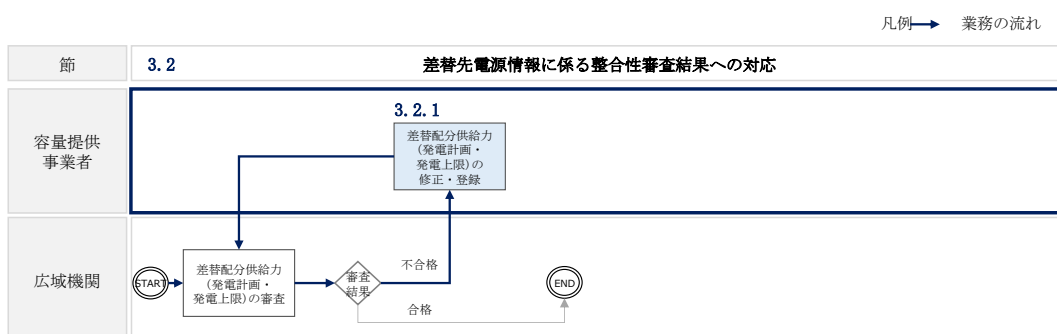 凡例 業務の流れ
節 3.2 差替先電源情報に係る整合性審査結果への対応
容量提供
事業者
3.2.1
差替配分供給力
(発電計画・
発電上限)の
修正・登録
広域機関
START
差替配分供給力
(発電計画・
発電上限)の審査
審査
結果
不合格
合格
END